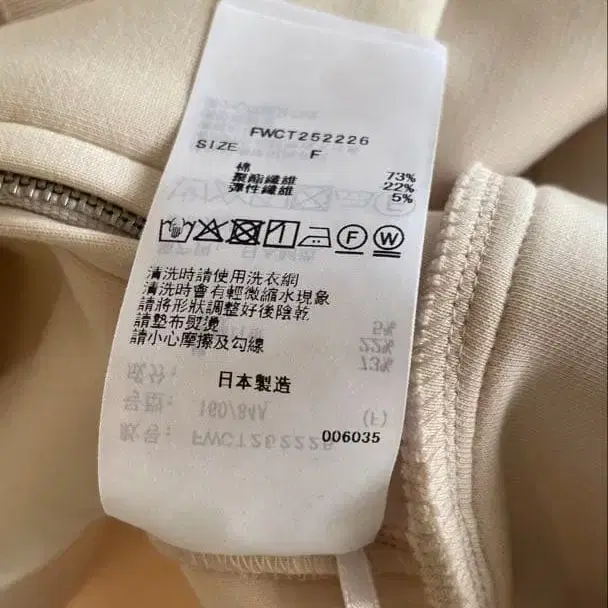 FWCT252226
SIZE F
棉 73%
聚酯纖維 22%
彈性纖維 5%
F W
清洗時請使用洗衣網
清洗時會有輕微縮水現象
請將形狀調整好後陰乾
請墊布熨燙
請小心摩擦及勾線
日本製造
006035